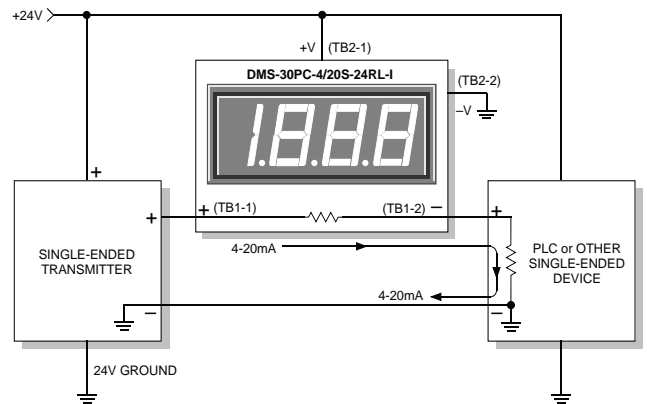 +24V
+V (TB2-1)
DMS-30PC-4/20S-24RL-I
(TB2-2)
–V
1.8.8.8
+
+
+ (TB1-1)
(TB1-2) –
+
SINGLE-ENDED
TRANSMITTER
4-20mA
PLC or OTHER
SINGLE-ENDED
DEVICE
4-20mA
–
–
24V GROUND